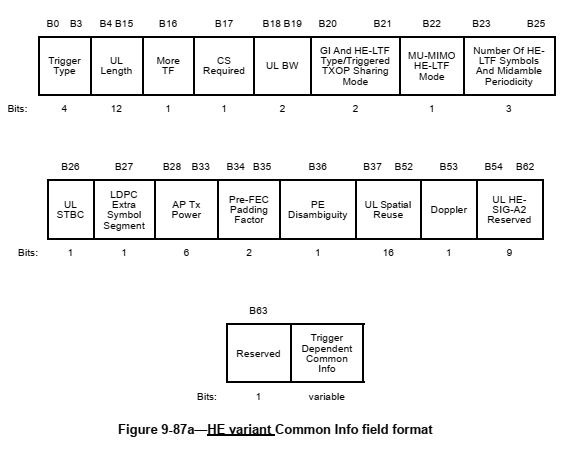 B0 B3 B4 B15 B16 B17 B18 B19 B20 B21 B22 B23 B25
Trigger
Type
UL
Length
More
TF
CS
Required
UL BW
GI And HE-LTF
Type/Triggered
TXOP Sharing
Mode
MU-MIMO
HE-LTF
Mode
Number Of HE-
LTF Symbols
And Midamble
Periodicity
Bits: 4 12 1 1 2 2 1 3
B26 B27 B28 B33 B34 B35 B36 B37 B52 B53 B54 B62
UL
STBC
LDPC
Extra
Symbol
Segment
AP Tx
Power
Pre-FEC
Padding
Factor
PE
Disambiguity
UL Spatial
Reuse
Doppler
UL HE-
SIG-A2
Reserved
Bits: 1 1 6 2 1 16 1 9
B63
Reserved
Trigger
Dependent
Common
Info
Bits: 1 variable
Figure 9-87a—HE variant Common Info field format